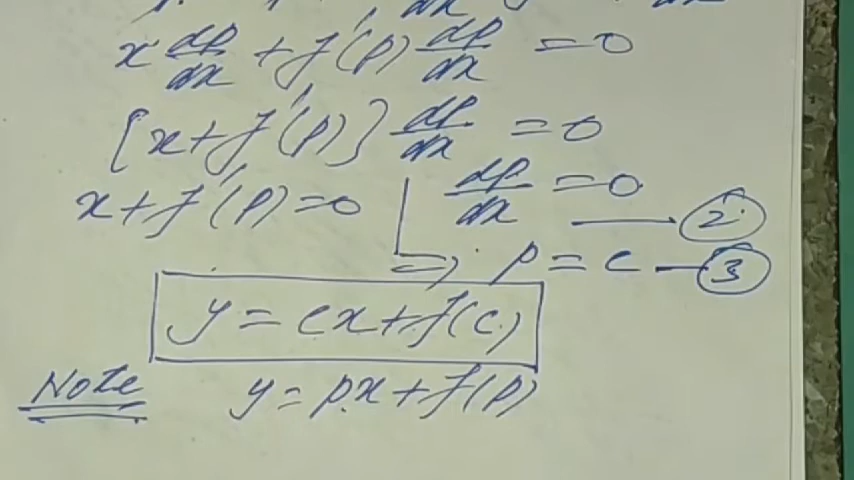 x dp/dx + f'(p) dp/dx = 0
[x + f'(p)] dp/dx = 0
x + f'(p) = 0 | dp/dx = 0 — 2
⇒ p = c — 3
y = cx + f(c)
Note y = px + f(p)